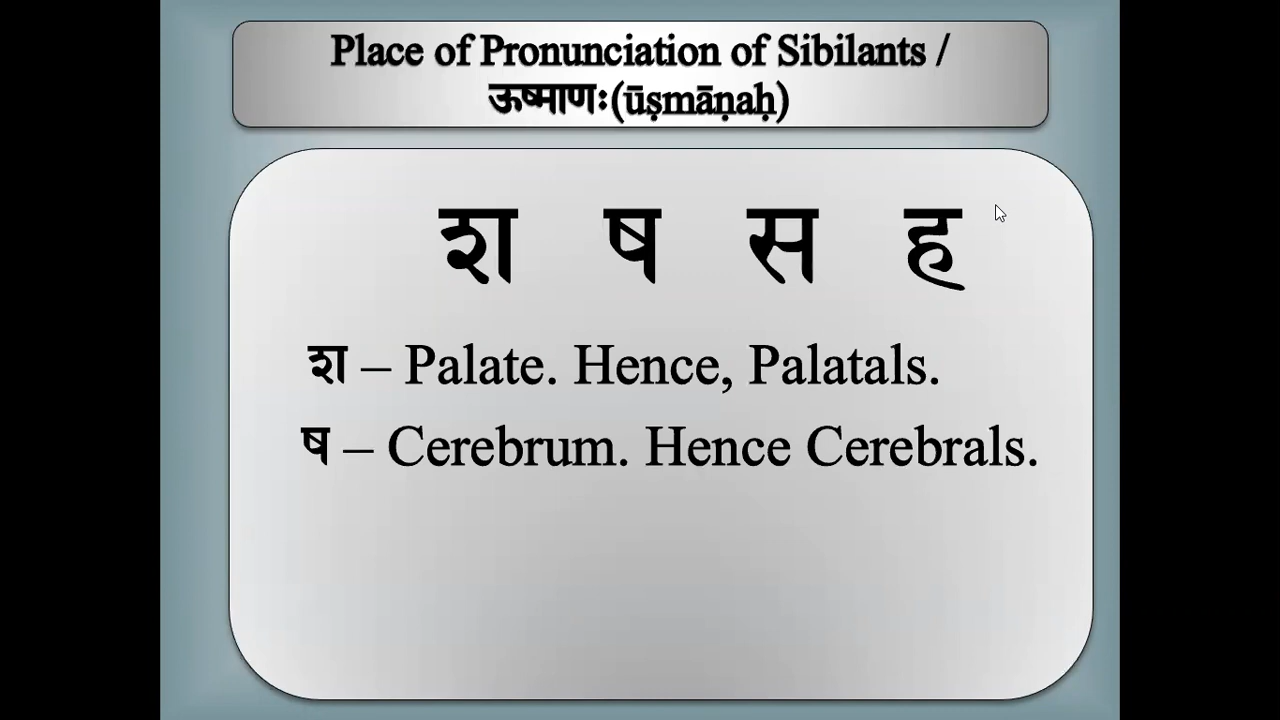 Place of Pronunciation of Sibilants /
ऊष्माणः(ūṣmāṇaḥ)
श ष स ह
श – Palate. Hence, Palatals.
ष – Cerebrum. Hence Cerebrals.